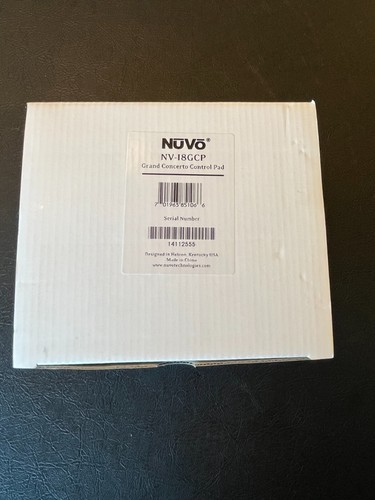 NUVO®
NV-I8GCP
Grand Concerto Control Pad
7 01965 85106 6
Serial Number
14112555
Designed in Hebron, Kentucky USA
Made in China
www.nuvotechnologies.com